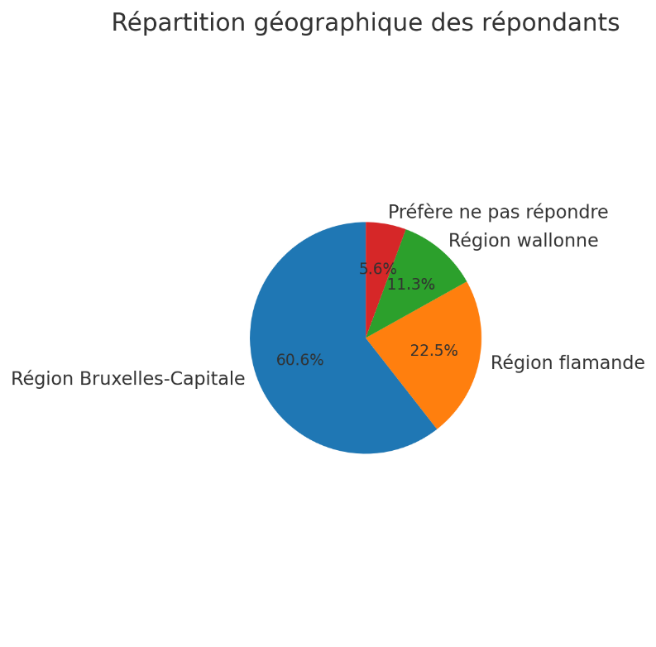 Répartition géographique des répondants
Préfère ne pas répondre
Région wallonne
5.6%
11.3%
22.5%
Région flamande
60.6%
Région Bruxelles-Capitale